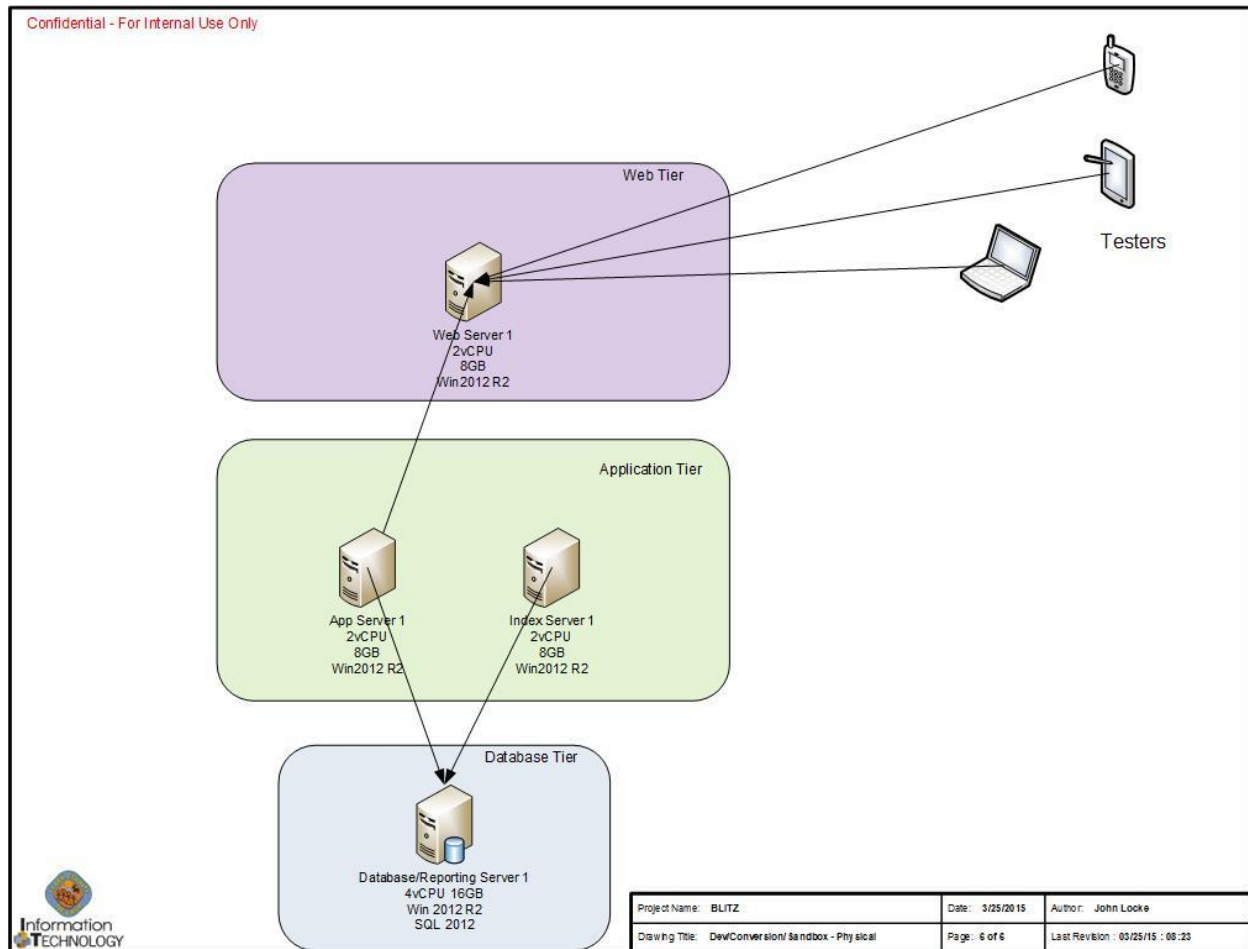 Confidential - For Internal Use Only
Web Tier
Testers
Web Server 1
2vCPU
8GB
Win2012 R2
Application Tier
App Server 1
2vCPU
8GB
Win2012 R2
Index Server 1
2vCPU
8GB
Win2012 R2
Database Tier
Database/Reporting Server 1
4vCPU 16GB
Win 2012 R2
SQL 2012
Information
TECHNOLOGY
Project Name: BLITZ
Date: 3/25/2015
Author: John Locke
Drawing Title: Dev/Conversion/Sandbox - Physical
Page: 6 of 6
Last Revision : 03/25/15 : 08:23